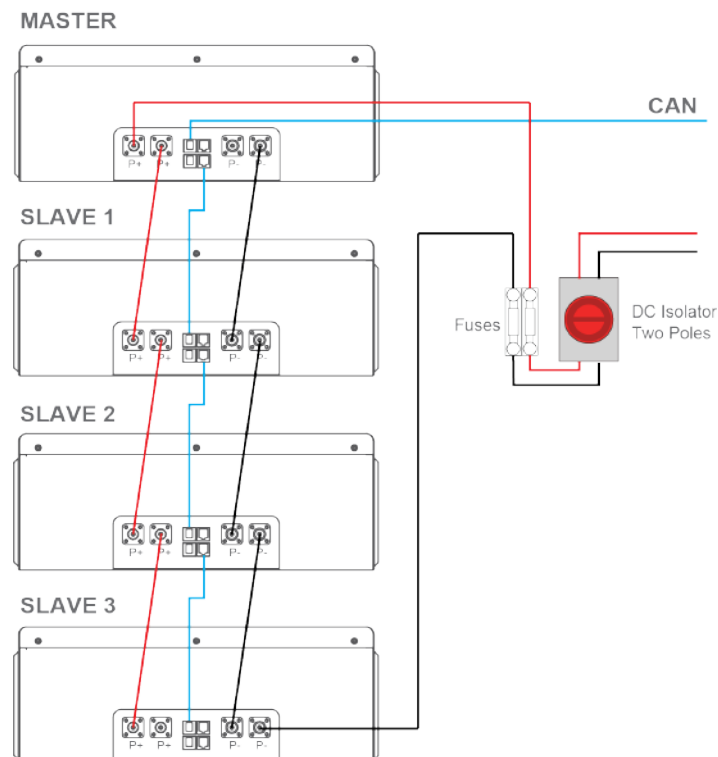 MASTER
CAN
P+ P+ P- P-
SLAVE 1
P+ P+ P- P-
Fuses
DC Isolator
Two Poles
SLAVE 2
P+ P+ P- P-
SLAVE 3
P+ P+ P- P-